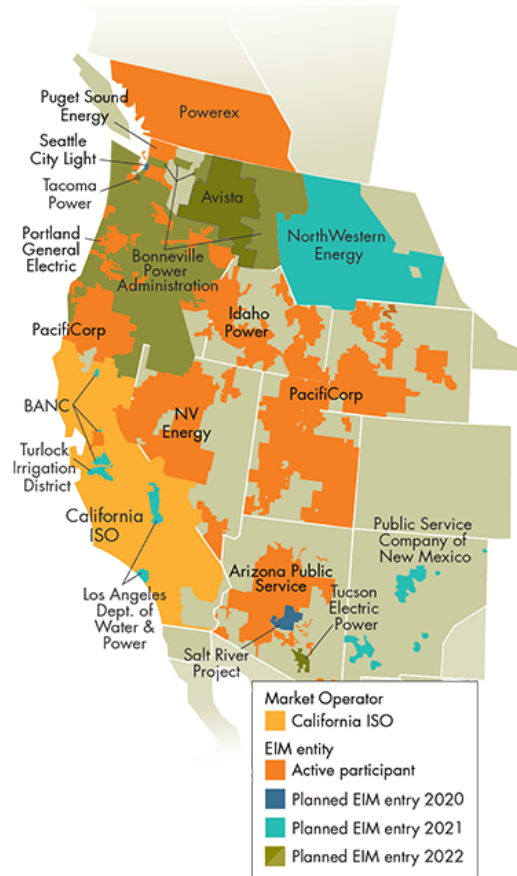 Powerex
Puget Sound
Energy
Seattle
City Light
Tacoma
Power
Avista
Portland
General
Electric
Bonneville
Power
Administration
NorthWestern
Energy
PacifiCorp
Idaho
Power
BANC
NV
Energy
PacifiCorp
Turlock
Irrigation
District
California
ISO
Los Angeles
Dept. of
Water &
Power
Arizona Public
Service
Public Service
Company of
New Mexico
Tucson
Electric
Power
Salt River
Project
Market Operator
California ISO
EIM entity
Active participant
Planned EIM entry 2020
Planned EIM entry 2021
Planned EIM entry 2022